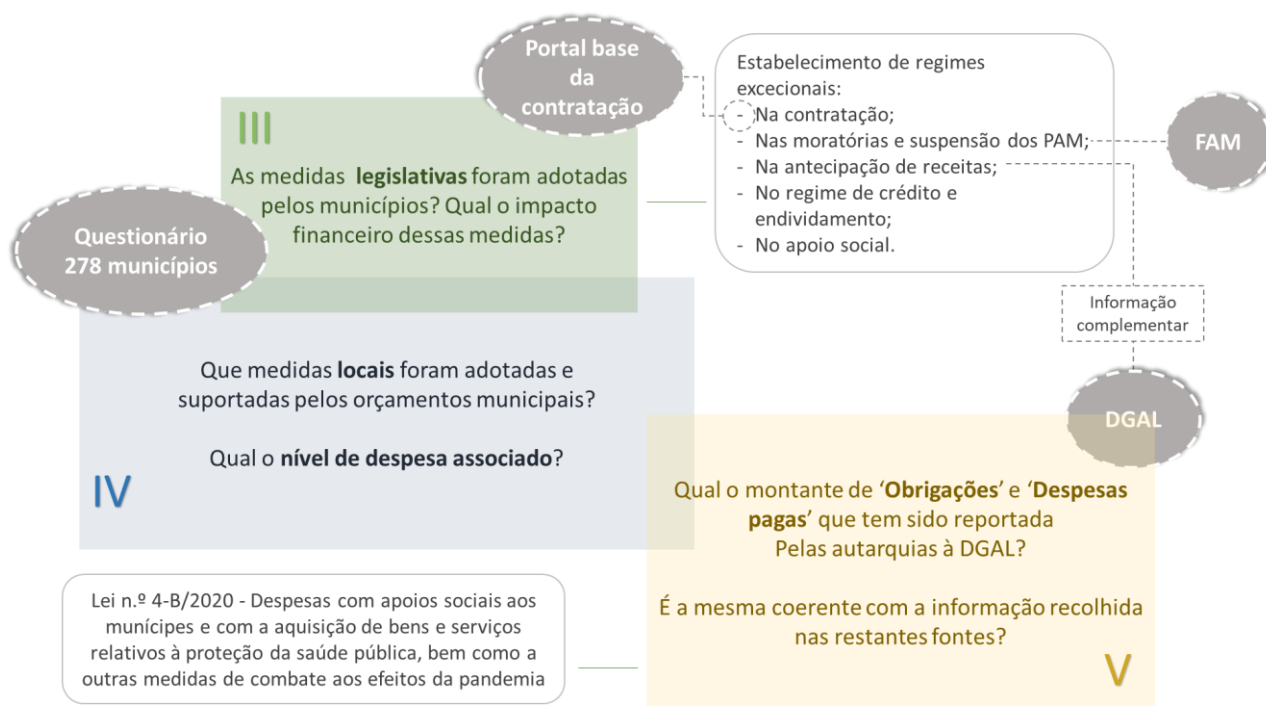 Portal base
da
contratação
Estabelecimento de regimes
excecionais:
- Na contratação;
- Nas moratórias e suspensão dos PAM;
- Na antecipação de receitas;
- No regime de crédito e
endividamento;
- No apoio social.
FAM
III
As medidas legislativas foram adotadas
pelos municípios? Qual o impacto
financeiro dessas medidas?
Questionário
278 municípios
Informação
complementar
DGAL
Que medidas locais foram adotadas e
suportadas pelos orçamentos municipais?
Qual o nível de despesa associado?
IV
Qual o montante de ‘Obrigações’ e ‘Despesas
pagas’ que tem sido reportada
Pelas autarquias à DGAL?
É a mesma coerente com a informação recolhida
nas restantes fontes?
V
Lei n.º 4-B/2020 - Despesas com apoios sociais aos
munícipes e com a aquisição de bens e serviços
relativos à proteção da saúde pública, bem como a
outras medidas de combate aos efeitos da pandemia